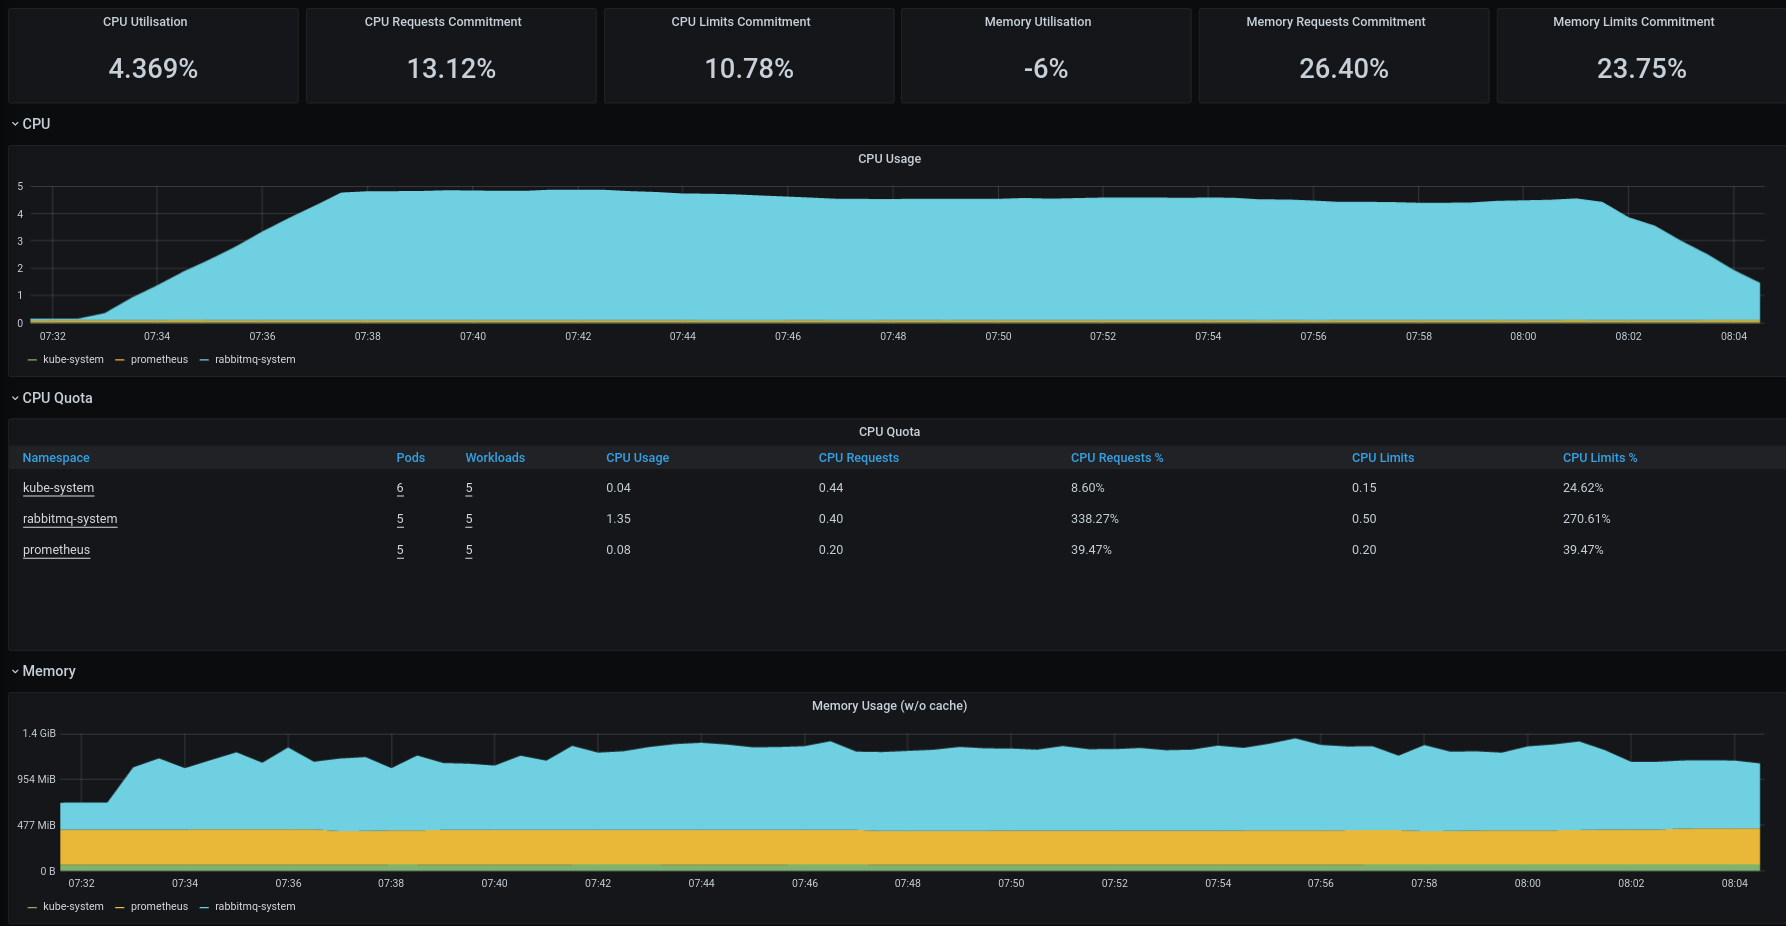 CPU Utilisation CPU Requests Commitment CPU Limits Commitment Memory Utilisation Memory Requests Commitment Memory Limits Commitment
4.369% 13.12% 10.78% -6% 26.40% 23.75%
CPU
CPU Usage
5
4
3
2
1
0
07:32 07:34 07:36 07:38 07:40 07:42 07:44 07:46 07:48 07:50 07:52 07:54 07:56 07:58 08:00 08:02 08:04
kube-system prometheus rabbitmq-system
CPU Quota
CPU Quota
Namespace Pods Workloads CPU Usage CPU Requests CPU Requests % CPU Limits CPU Limits %
kube-system 6 5 0.04 0.44 8.60% 0.15 24.62%
rabbitmq-system 5 5 1.35 0.40 338.27% 0.50 270.61%
prometheus 5 5 0.08 0.20 39.47% 0.20 39.47%
Memory
Memory Usage (w/o cache)
1.4 GiB
954 MiB
477 MiB
0 B
07:32 07:34 07:36 07:38 07:40 07:42 07:44 07:46 07:48 07:50 07:52 07:54 07:56 07:58 08:00 08:02 08:04
kube-system prometheus rabbitmq-system